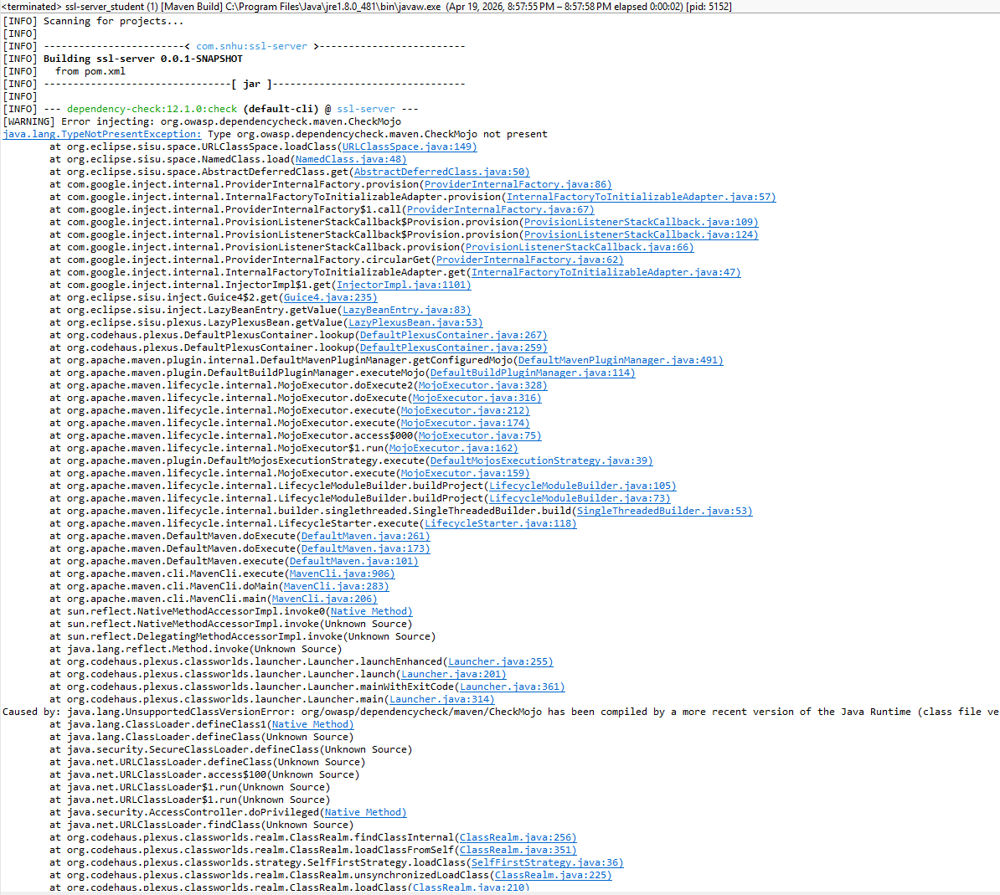 <terminated> ssl-server_student (1) [Maven Build] C:\Program Files\Java\jre1.8.0_481\bin\javaw.exe (Apr 19, 2026, 8:57:55 PM – 8:57:58 PM elapsed 0:00:02) [pid: 5152]
[INFO] Scanning for projects...
[INFO]
[INFO] ------------------------< com.snhu:ssl-server >-------------------------
[INFO] Building ssl-server 0.0.1-SNAPSHOT
[INFO]   from pom.xml
[INFO] --------------------------------[ jar ]---------------------------------
[INFO]
[INFO] --- dependency-check:12.1.0:check (default-cli) @ ssl-server ---
[WARNING] Error injecting: org.owasp.dependencycheck.maven.CheckMojo
java.lang.TypeNotPresentException: Type org.owasp.dependencycheck.maven.CheckMojo not present
	at org.eclipse.sisu.space.URLClassSpace.loadClass(URLClassSpace.java:149)
	at org.eclipse.sisu.space.NamedClass.load(NamedClass.java:48)
	at org.eclipse.sisu.space.AbstractDeferredClass.get(AbstractDeferredClass.java:50)
	at com.google.inject.internal.ProviderInternalFactory.provision(ProviderInternalFactory.java:86)
	at com.google.inject.internal.InternalFactoryToInitializableAdapter.provision(InternalFactoryToInitializableAdapter.java:57)
	at com.google.inject.internal.ProviderInternalFactory$1.call(ProviderInternalFactory.java:67)
	at com.google.inject.internal.ProvisionListenerStackCallback$Provision.provision(ProvisionListenerStackCallback.java:109)
	at com.google.inject.internal.ProvisionListenerStackCallback$Provision.provision(ProvisionListenerStackCallback.java:124)
	at com.google.inject.internal.ProvisionListenerStackCallback.provision(ProvisionListenerStackCallback.java:66)
	at com.google.inject.internal.ProviderInternalFactory.circularGet(ProviderInternalFactory.java:62)
	at com.google.inject.internal.InternalFactoryToInitializableAdapter.get(InternalFactoryToInitializableAdapter.java:47)
	at com.google.inject.internal.InjectorImpl$1.get(InjectorImpl.java:1101)
	at org.eclipse.sisu.inject.Guice4$2.get(Guice4.java:235)
	at org.eclipse.sisu.inject.LazyBeanEntry.getValue(LazyBeanEntry.java:83)
	at org.eclipse.sisu.plexus.LazyPlexusBean.getValue(LazyPlexusBean.java:53)
	at org.codehaus.plexus.DefaultPlexusContainer.lookup(DefaultPlexusContainer.java:267)
	at org.codehaus.plexus.DefaultPlexusContainer.lookup(DefaultPlexusContainer.java:259)
	at org.apache.maven.plugin.internal.DefaultMavenPluginManager.getConfiguredMojo(DefaultMavenPluginManager.java:491)
	at org.apache.maven.plugin.DefaultBuildPluginManager.executeMojo(DefaultBuildPluginManager.java:114)
	at org.apache.maven.lifecycle.internal.MojoExecutor.doExecute2(MojoExecutor.java:328)
	at org.apache.maven.lifecycle.internal.MojoExecutor.doExecute(MojoExecutor.java:316)
	at org.apache.maven.lifecycle.internal.MojoExecutor.execute(MojoExecutor.java:212)
	at org.apache.maven.lifecycle.internal.MojoExecutor.execute(MojoExecutor.java:174)
	at org.apache.maven.lifecycle.internal.MojoExecutor.access$000(MojoExecutor.java:75)
	at org.apache.maven.lifecycle.internal.MojoExecutor$1.run(MojoExecutor.java:162)
	at org.apache.maven.plugin.DefaultMojosExecutionStrategy.execute(DefaultMojosExecutionStrategy.java:39)
	at org.apache.maven.lifecycle.internal.MojoExecutor.execute(MojoExecutor.java:159)
	at org.apache.maven.lifecycle.internal.LifecycleModuleBuilder.buildProject(LifecycleModuleBuilder.java:105)
	at org.apache.maven.lifecycle.internal.LifecycleModuleBuilder.buildProject(LifecycleModuleBuilder.java:73)
	at org.apache.maven.lifecycle.internal.builder.singlethreaded.SingleThreadedBuilder.build(SingleThreadedBuilder.java:53)
	at org.apache.maven.lifecycle.internal.LifecycleStarter.execute(LifecycleStarter.java:118)
	at org.apache.maven.DefaultMaven.doExecute(DefaultMaven.java:261)
	at org.apache.maven.DefaultMaven.doExecute(DefaultMaven.java:173)
	at org.apache.maven.DefaultMaven.execute(DefaultMaven.java:101)
	at org.apache.maven.cli.MavenCli.execute(MavenCli.java:906)
	at org.apache.maven.cli.MavenCli.doMain(MavenCli.java:283)
	at org.apache.maven.cli.MavenCli.main(MavenCli.java:206)
	at sun.reflect.NativeMethodAccessorImpl.invoke0(Native Method)
	at sun.reflect.NativeMethodAccessorImpl.invoke(Unknown Source)
	at sun.reflect.DelegatingMethodAccessorImpl.invoke(Unknown Source)
	at java.lang.reflect.Method.invoke(Unknown Source)
	at org.codehaus.plexus.classworlds.launcher.Launcher.launchEnhanced(Launcher.java:255)
	at org.codehaus.plexus.classworlds.launcher.Launcher.launch(Launcher.java:201)
	at org.codehaus.plexus.classworlds.launcher.Launcher.mainWithExitCode(Launcher.java:361)
	at org.codehaus.plexus.classworlds.launcher.Launcher.main(Launcher.java:314)
Caused by: java.lang.UnsupportedClassVersionError: org/owasp/dependencycheck/maven/CheckMojo has been compiled by a more recent version of the Java Runtime (class file ve
	at java.lang.ClassLoader.defineClass1(Native Method)
	at java.lang.ClassLoader.defineClass(Unknown Source)
	at java.security.SecureClassLoader.defineClass(Unknown Source)
	at java.net.URLClassLoader.defineClass(Unknown Source)
	at java.net.URLClassLoader.access$100(Unknown Source)
	at java.net.URLClassLoader$1.run(Unknown Source)
	at java.net.URLClassLoader$1.run(Unknown Source)
	at java.security.AccessController.doPrivileged(Native Method)
	at java.net.URLClassLoader.findClass(Unknown Source)
	at org.codehaus.plexus.classworlds.realm.ClassRealm.findClassInternal(ClassRealm.java:256)
	at org.codehaus.plexus.classworlds.realm.ClassRealm.loadClassFromSelf(ClassRealm.java:351)
	at org.codehaus.plexus.classworlds.strategy.SelfFirstStrategy.loadClass(SelfFirstStrategy.java:36)
	at org.codehaus.plexus.classworlds.realm.ClassRealm.unsynchronizedLoadClass(ClassRealm.java:225)
	at org.codehaus.plexus.classworlds.realm.ClassRealm.loadClass(ClassRealm.java:210)